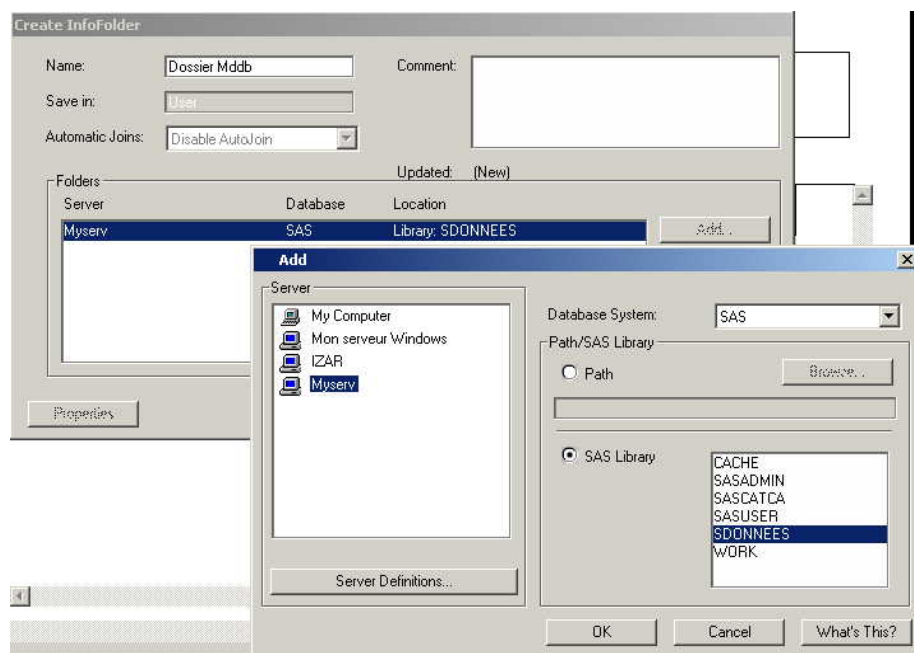 Create InfoFolder
Name: Dossier Mddb Comment:
Save in: User
Automatic Joins: Disable AutoJoin
Updated: (New)
Folders
Server Database Location
Myserv SAS Library: SDONNEES Add...
Properties
Add
Server
My Computer
Mon serveur Windows
IZAR
Myserv
Server Definitions...
Database System: SAS
Path/SAS Library
Path Browse...
SAS Library
CACHE
SASADMIN
SASCATCA
SASUSER
SDONNEES
WORK
OK Cancel What's This?